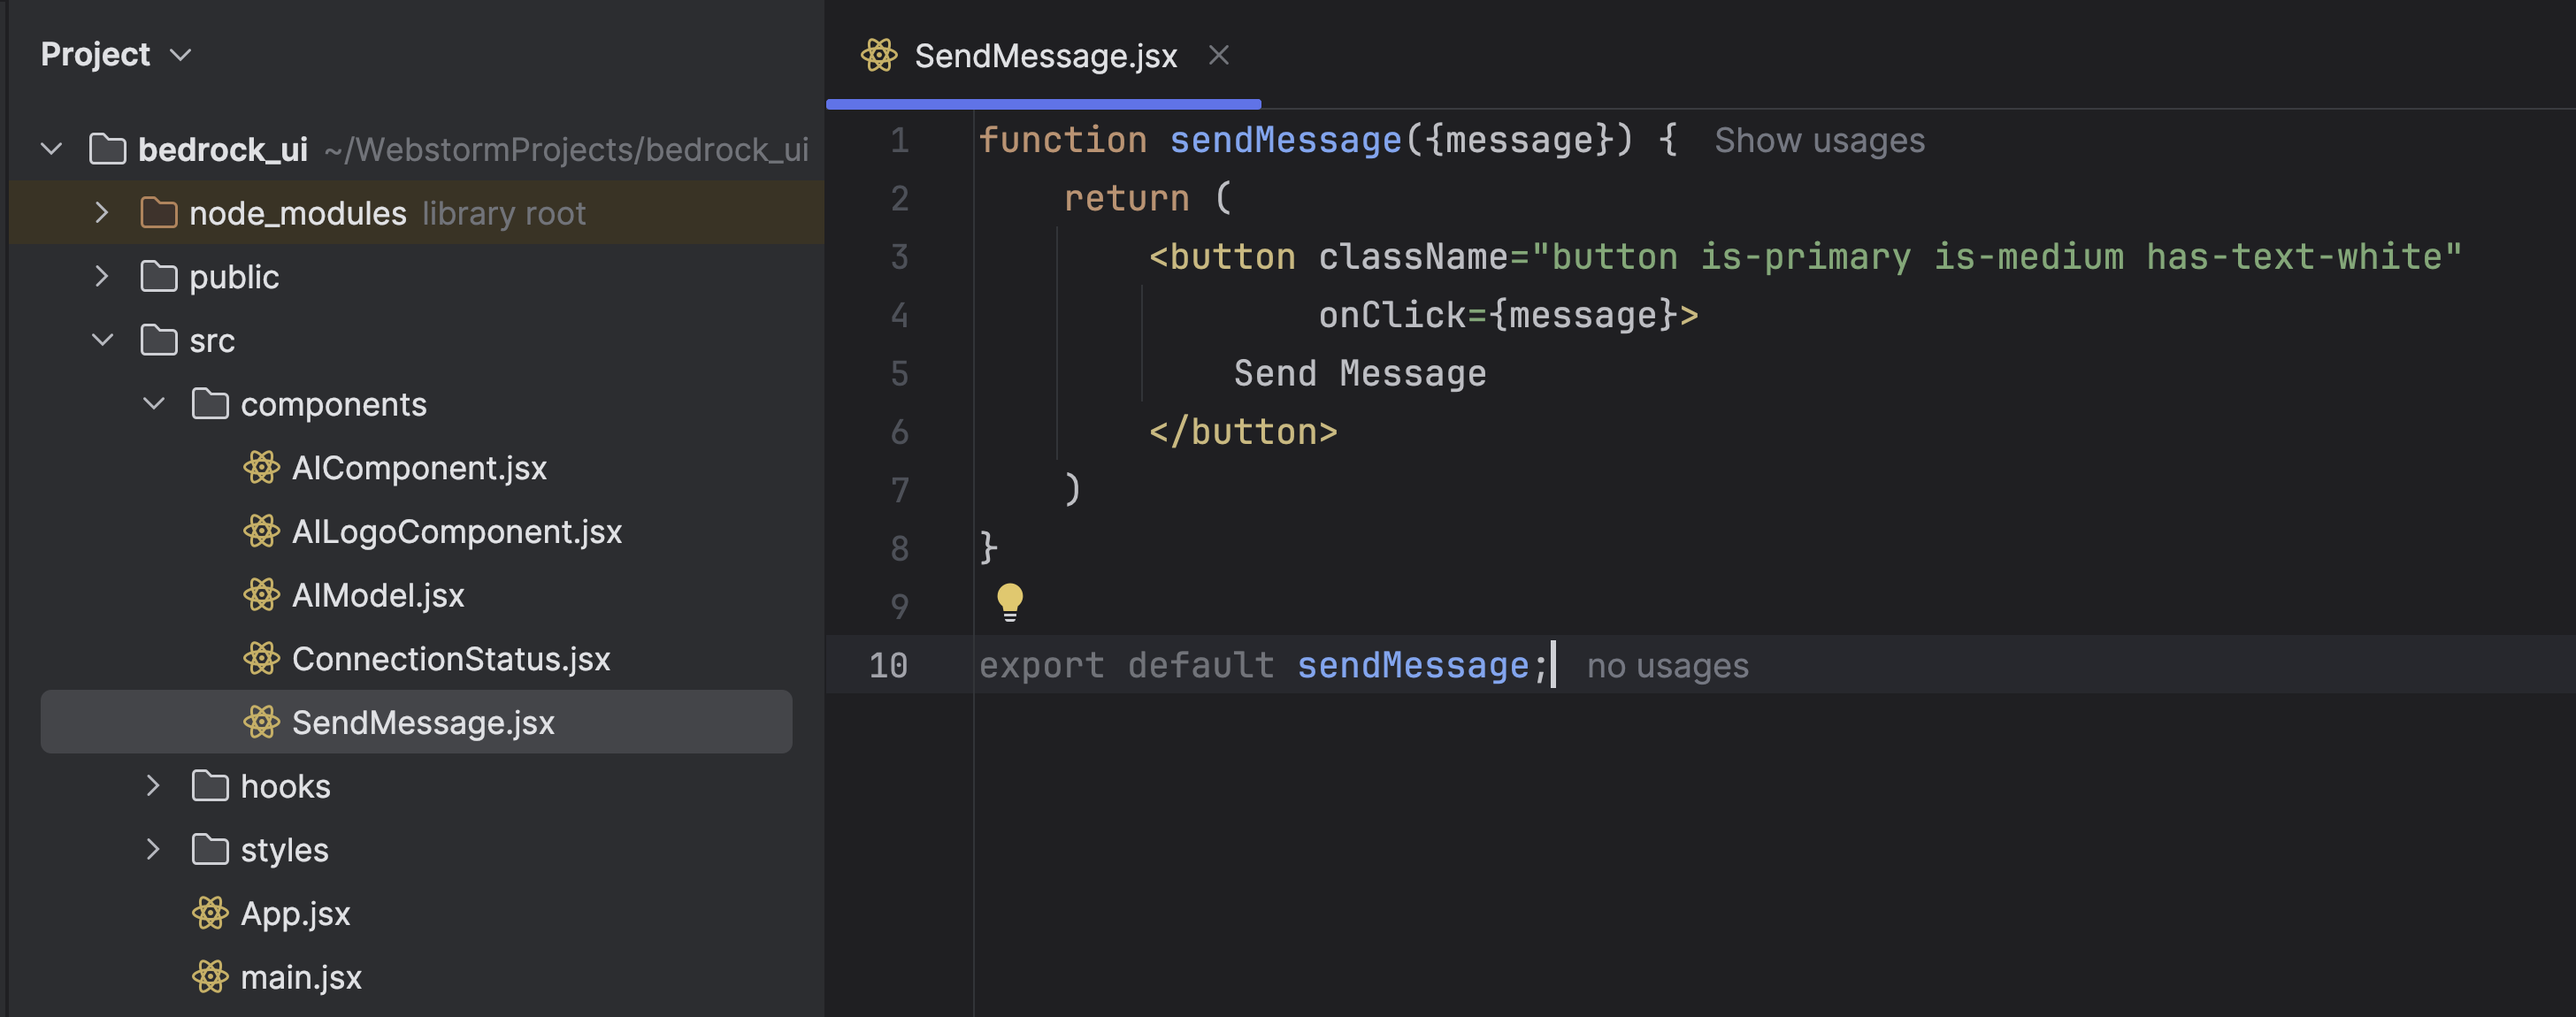 Project
bedrock_ui ~/WebstormProjects/bedrock_ui
node_modules library root
public
src
components
AIComponent.jsx
AILogoComponent.jsx
AIModel.jsx
ConnectionStatus.jsx
SendMessage.jsx
hooks
styles
App.jsx
main.jsx
SendMessage.jsx
1 function sendMessage({message}) { Show usages
2 return (
3 <button className="button is-primary is-medium has-text-white"
4 onClick={message}>
5 Send Message
6 </button>
7 )
8 }
9
10 export default sendMessage; no usages